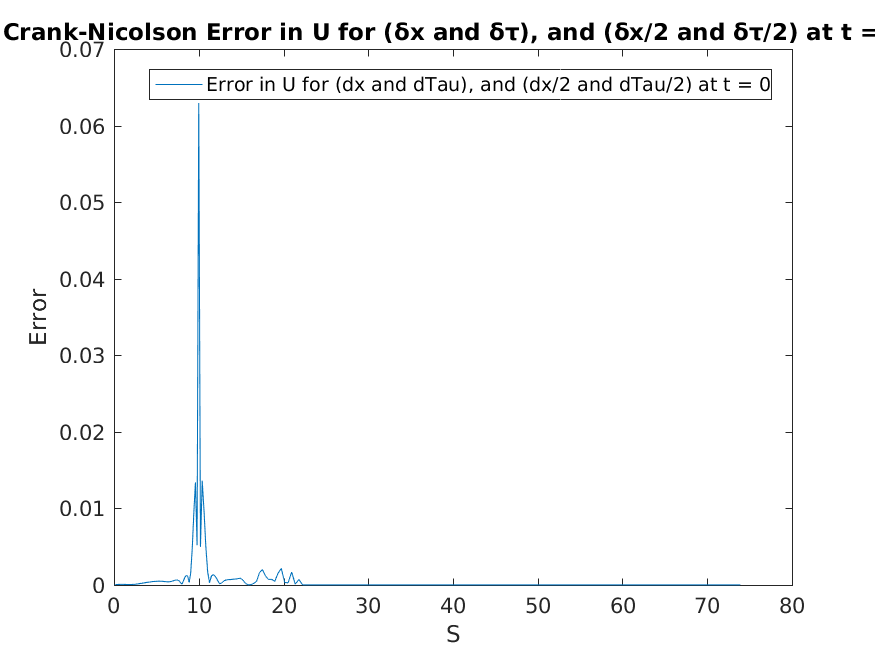 Crank-Nicolson Error in U for (δx and δτ), and (δx/2 and δτ/2) at t =
Error in U for (dx and dTau), and (dx/2 and dTau/2) at t = 0
0.07
0.06
0.05
0.04
0.03
0.02
0.01
0
Error
0 10 20 30 40 50 60 70 80
S